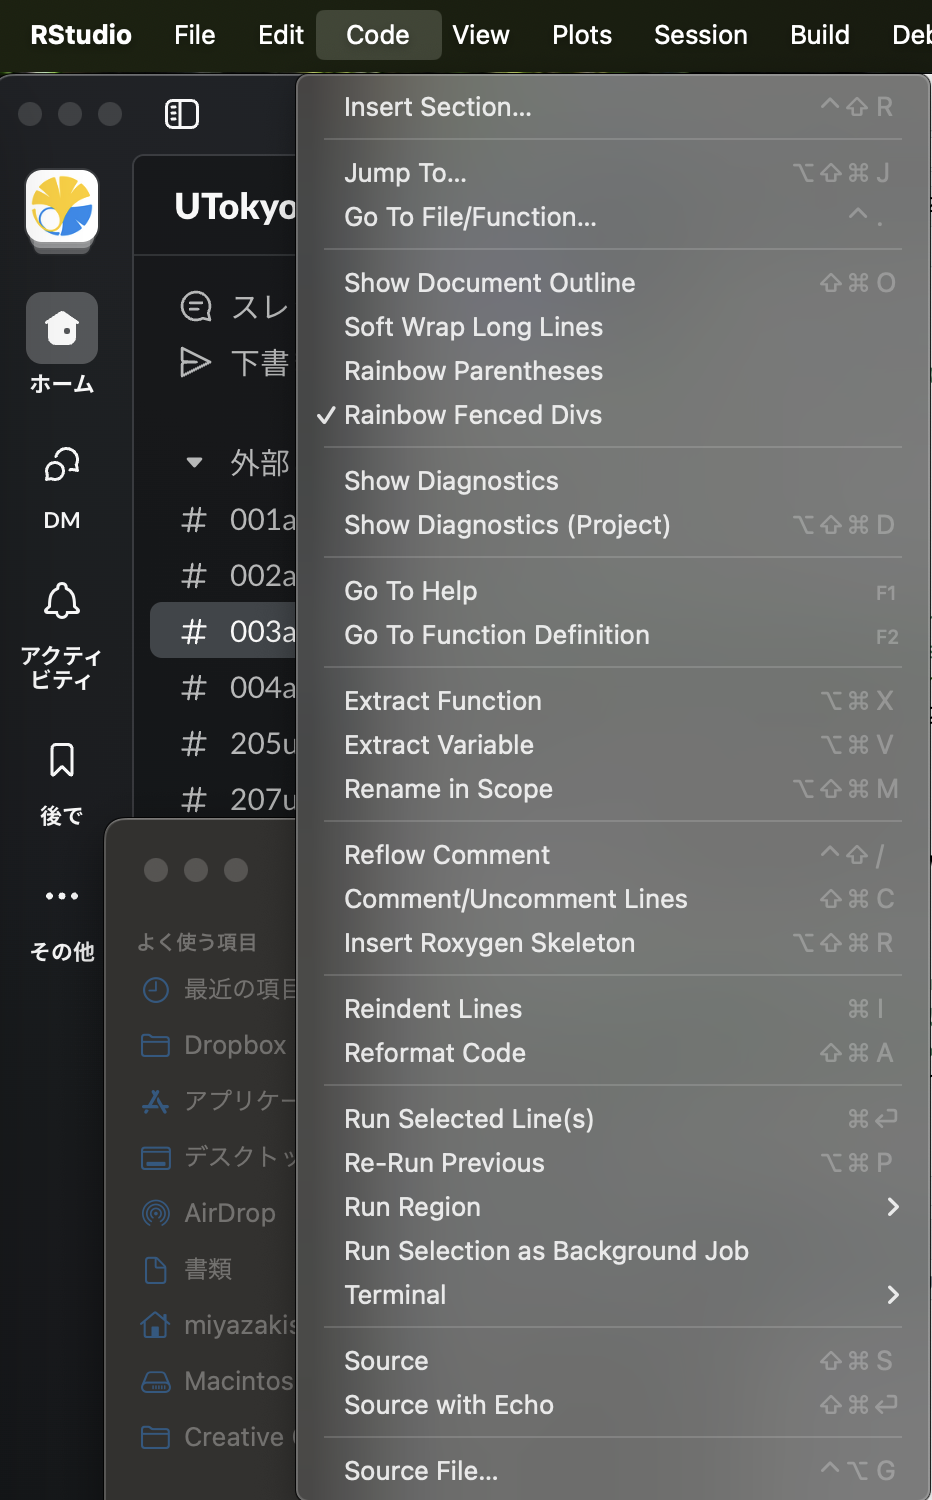 RStudio File Edit Code View Plots Session Build Deb
UTokyo
スレ
下書
ホーム
DM
アクティ
ビティ
後で
その他
外部
# 001a
# 002a
# 003a
# 004a
# 205u
# 207u
よく使う項目
最近の項目
Dropbox
アプリケー
デスクトッ
AirDrop
書類
miyazakis
Macintos
Creative
Insert Section... ⌃⇧R
Jump To... ⌥⇧⌘J
Go To File/Function... ⌃.
Show Document Outline ⇧⌘O
Soft Wrap Long Lines
Rainbow Parentheses
✓ Rainbow Fenced Divs
Show Diagnostics
Show Diagnostics (Project) ⌥⇧⌘D
Go To Help F1
Go To Function Definition F2
Extract Function ⌥⌘X
Extract Variable ⌥⌘V
Rename in Scope ⌥⇧⌘M
Reflow Comment ⌃⇧/
Comment/Uncomment Lines ⇧⌘C
Insert Roxygen Skeleton ⌥⇧⌘R
Reindent Lines ⌘I
Reformat Code ⇧⌘A
Run Selected Line(s) ⌘↩
Re-Run Previous ⌥⌘P
Run Region
Run Selection as Background Job
Terminal
Source ⇧⌘S
Source with Echo ⇧⌘↩
Source File... ⌃⌥G